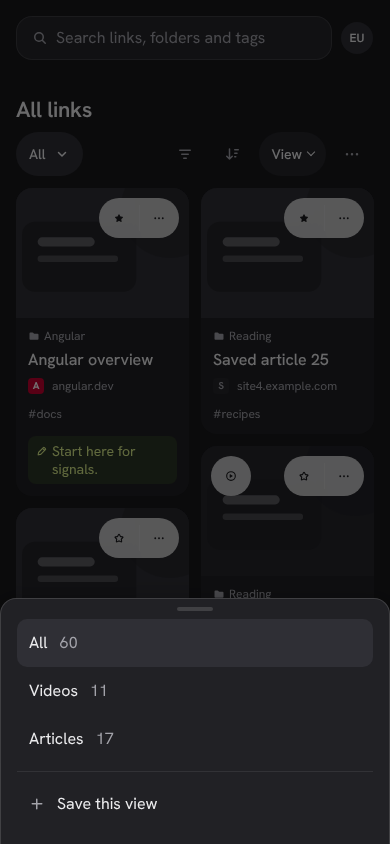 Search links, folders and tags
EU
All links
All
View
Angular
Angular overview
A angular.dev
#docs
Start here for
signals.
Reading
Saved article 25
S site4.example.com
#recipes
Reading
All 60
Videos 11
Articles 17
Save this view